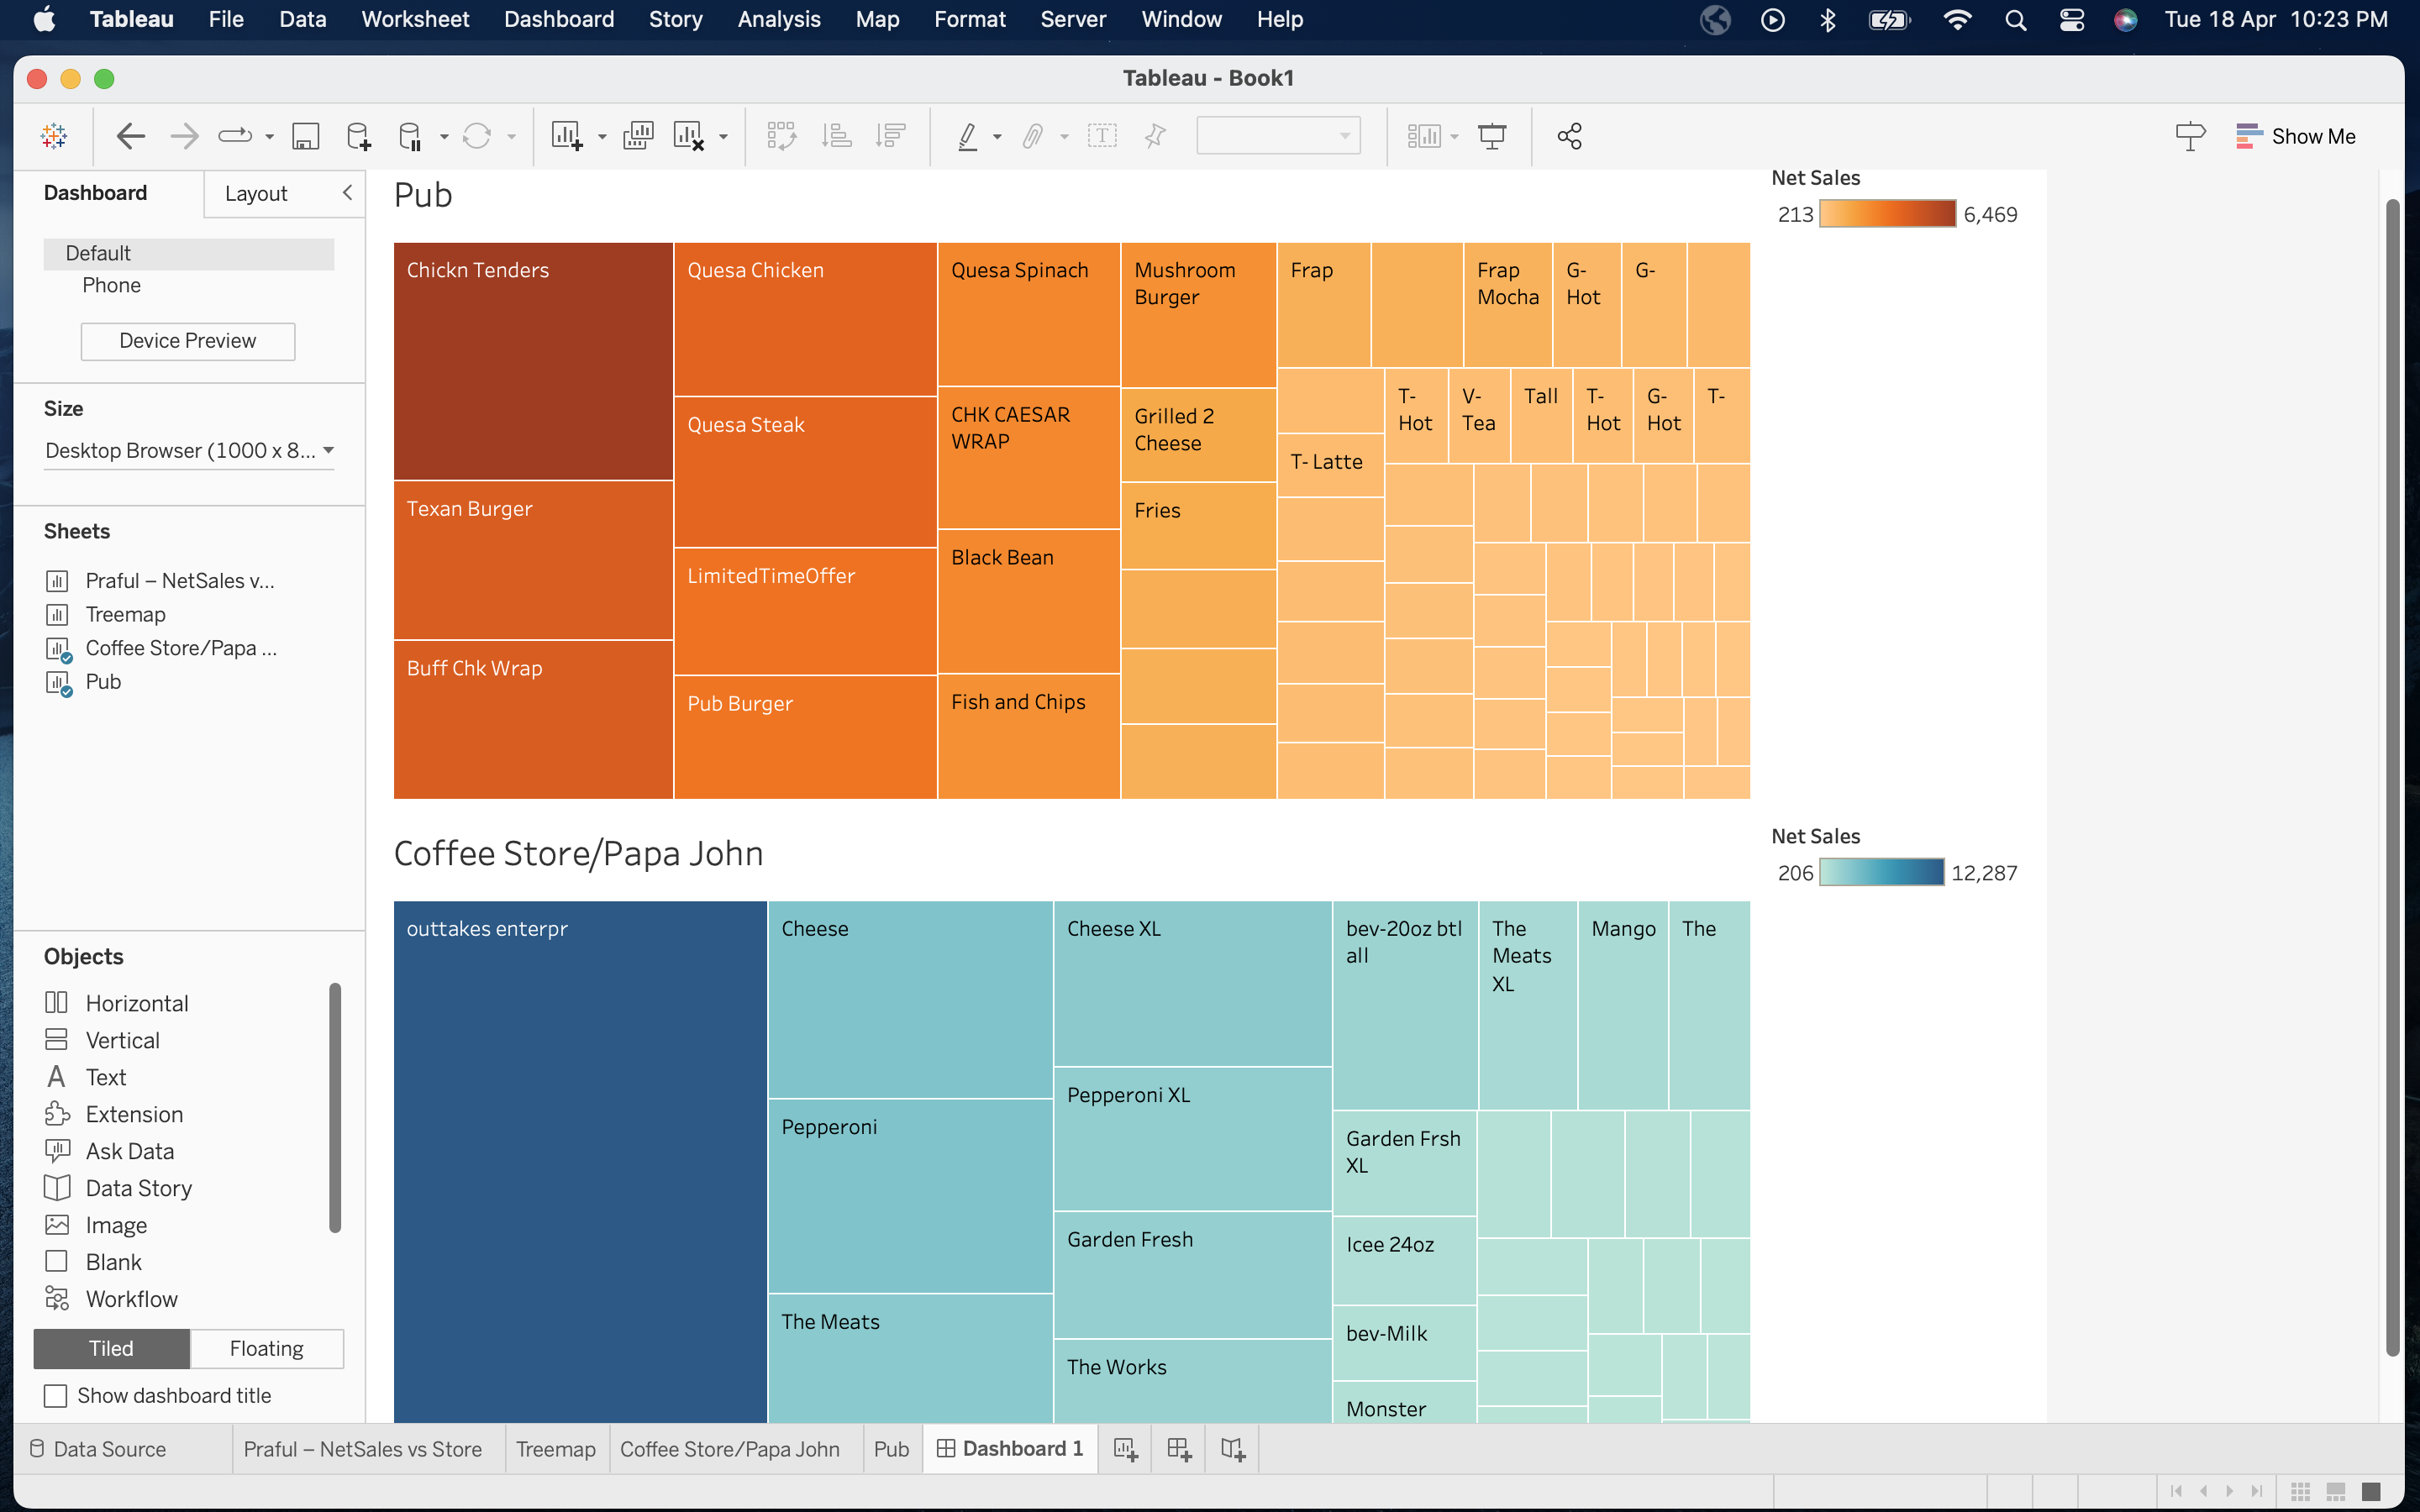 Tableau File Data Worksheet Dashboard Story Analysis Map Format Server Window Help Tue 18 Apr 10:23 PM
Tableau - Book1
Show Me
Dashboard Layout
Default
Phone
Device Preview
Size
Desktop Browser (1000 x 8...
Sheets
Praful – NetSales v...
Treemap
Coffee Store/Papa ...
Pub
Objects
Horizontal
Vertical
Text
Extension
Ask Data
Data Story
Image
Blank
Workflow
Tiled Floating
Show dashboard title
Pub
Chickn Tenders
Texan Burger
Buff Chk Wrap
Quesa Chicken
Quesa Steak
LimitedTimeOffer
Pub Burger
Quesa Spinach
CHK CAESAR
WRAP
Black Bean
Fish and Chips
Mushroom
Burger
Grilled 2
Cheese
Fries
Frap
Frap
Mocha
G-
Hot
G-
T- Latte
T-
Hot
V-
Tea
Tall
T-
Hot
G-
Hot
T-
Net Sales
213 6,469
Coffee Store/Papa John
outtakes enterpr
Cheese
Pepperoni
The Meats
Cheese XL
Pepperoni XL
Garden Fresh
The Works
bev-20oz btl
all
Garden Frsh
XL
Icee 24oz
bev-Milk
Monster
The
Meats
XL
Mango
The
Net Sales
206 12,287
Data Source Praful – NetSales vs Store Treemap Coffee Store/Papa John Pub Dashboard 1